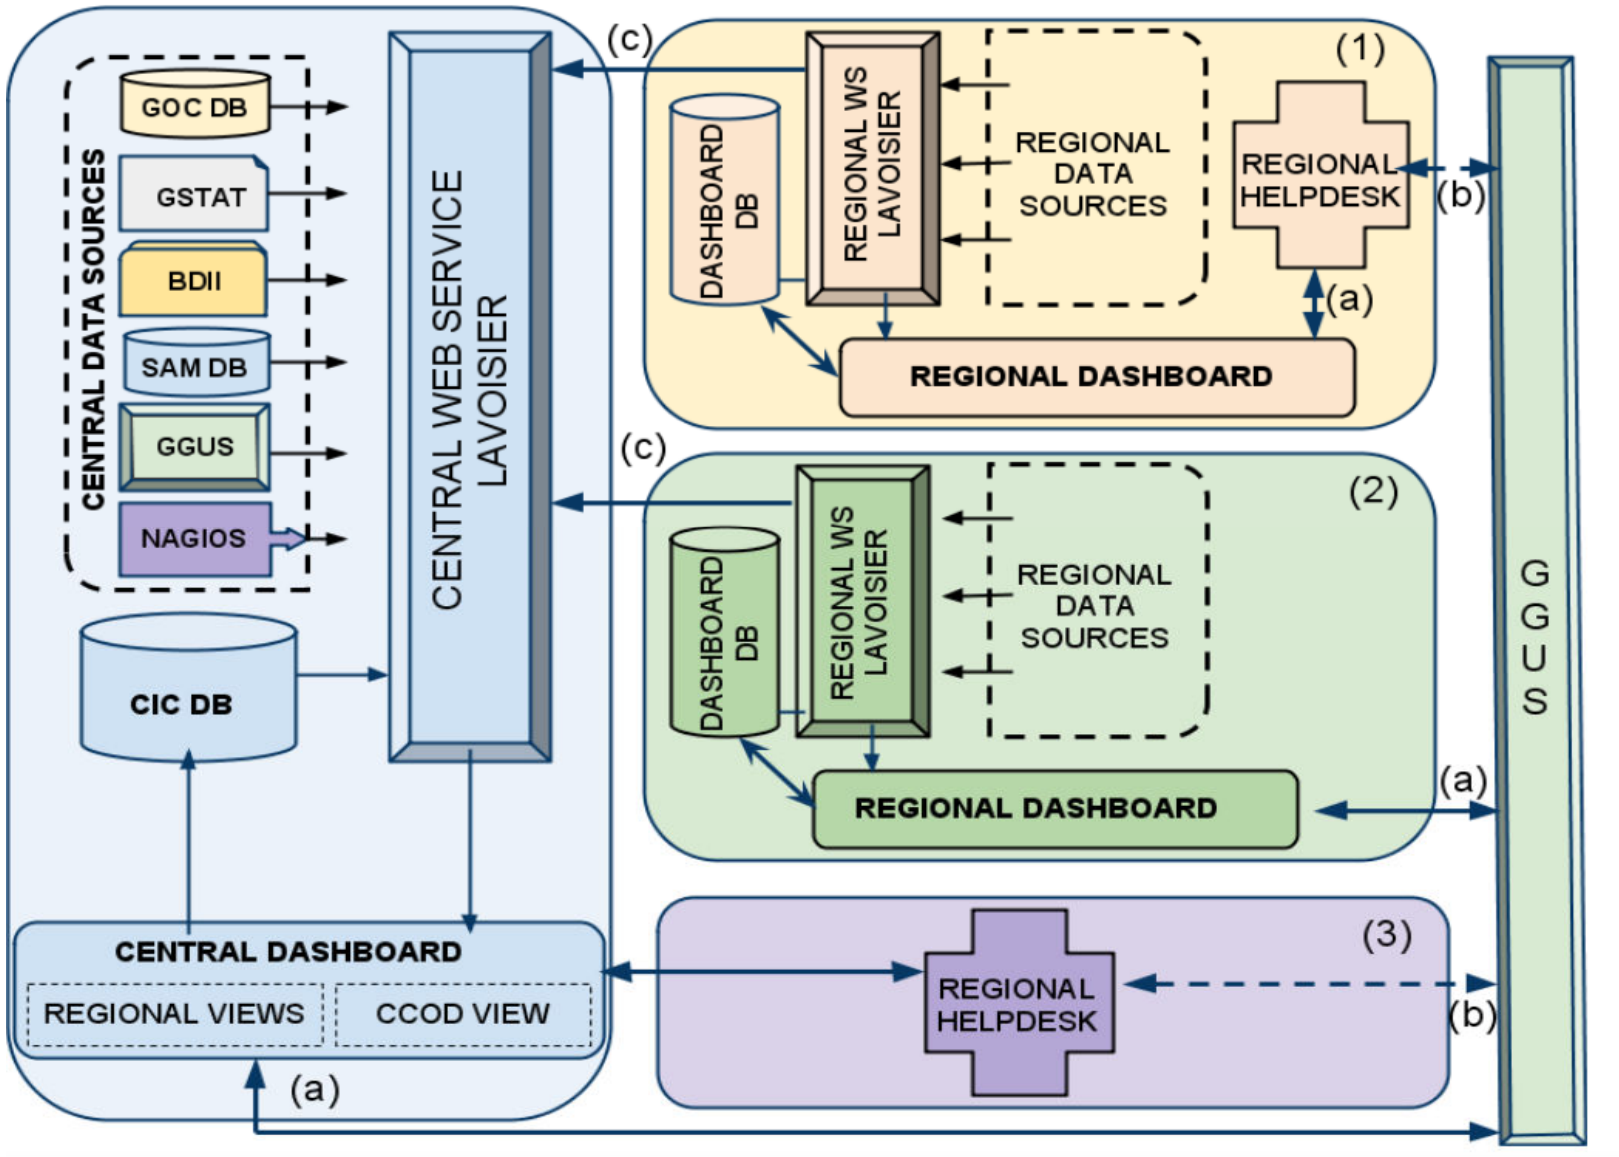 CENTRAL DATA SOURCES
GOC DB
GSTAT
BDII
SAM DB
GGUS
NAGIOS
CIC DB
CENTRAL WEB SERVICE
LAVOISIER
CENTRAL DASHBOARD
REGIONAL VIEWS
CCOD VIEW
(a)
(c)
(1)
DASHBOARD
DB
REGIONAL WS
LAVOISIER
REGIONAL
DATA
SOURCES
REGIONAL
HELPDESK
(b)
(a)
REGIONAL DASHBOARD
(c)
(2)
DASHBOARD
DB
REGIONAL WS
LAVOISIER
REGIONAL
DATA
SOURCES
REGIONAL DASHBOARD
(a)
(3)
REGIONAL
HELPDESK
(b)
G
G
U
S